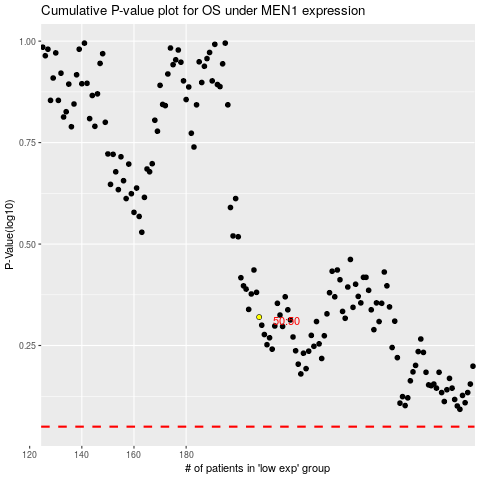 Cumulative P-value plot for OS under MEN1 expression
1.00
0.75
0.50
0.25
P-Value(log10)
50:50
120 140 160 180
# of patients in 'low exp' group